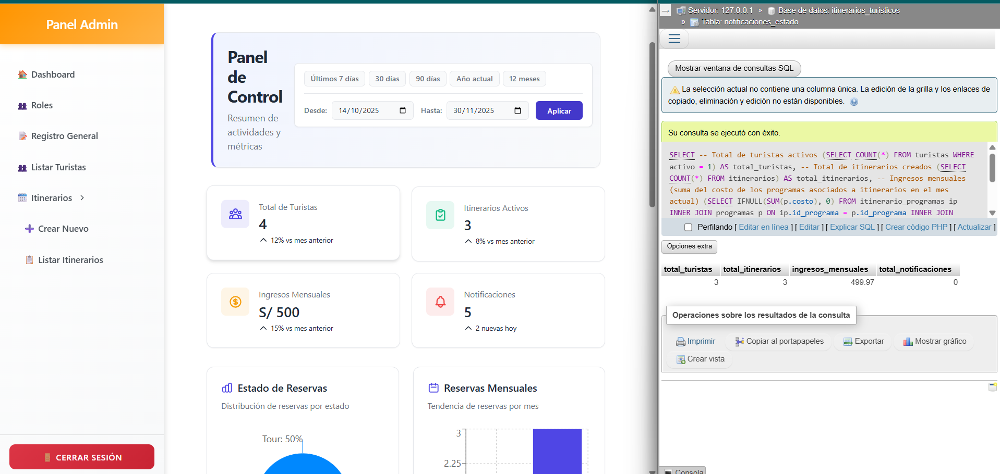 Panel Admin
Dashboard
Roles
Registro General
Listar Turistas
Itinerarios
Crear Nuevo
Listar Itinerarios
CERRAR SESIÓN
Panel
de
Control
Resumen de
actividades y
métricas
Últimos 7 días
30 días
90 días
Año actual
12 meses
Desde: 14/10/2025 Hasta: 30/11/2025 Aplicar
Total de Turistas
4
12% vs mes anterior
Itinerarios Activos
3
8% vs mes anterior
Ingresos Mensuales
S/ 500
15% vs mes anterior
Notificaciones
5
2 nuevas hoy
Estado de Reservas
Distribución de reservas por estado
Tour: 50%
Reservas Mensuales
Tendencia de reservas por mes
3
2.25
Servidor: 127.0.0.1 » Base de datos: itinerarios_turisticos
» Tabla: notificaciones_estado
Mostrar ventana de consultas SQL
La selección actual no contiene una columna única. La edición de la grilla y los enlaces de
copiado, eliminación y edición no están disponibles.
Su consulta se ejecutó con éxito.
SELECT -- Total de turistas activos (SELECT COUNT(*) FROM turistas WHERE
activo = 1) AS total_turistas, -- Total de itinerarios creados (SELECT
COUNT(*) FROM itinerarios) AS total_itinerarios, -- Ingresos mensuales
(suma del costo de los programas asociados a itinerarios en el mes
actual) (SELECT IFNULL(SUM(p.costo), 0) FROM itinerario_programas ip
INNER JOIN programas p ON ip.id_programa = p.id_programa INNER JOIN
Perfilando [ Editar en línea ] [ Editar ] [ Explicar SQL ] [ Crear código PHP ] [ Actualizar ]
Opciones extra
total_turistas total_itinerarios ingresos_mensuales total_notificaciones
3 3 499.97 0
Operaciones sobre los resultados de la consulta
Imprimir Copiar al portapapeles Exportar Mostrar gráfico
Crear vista
Consola